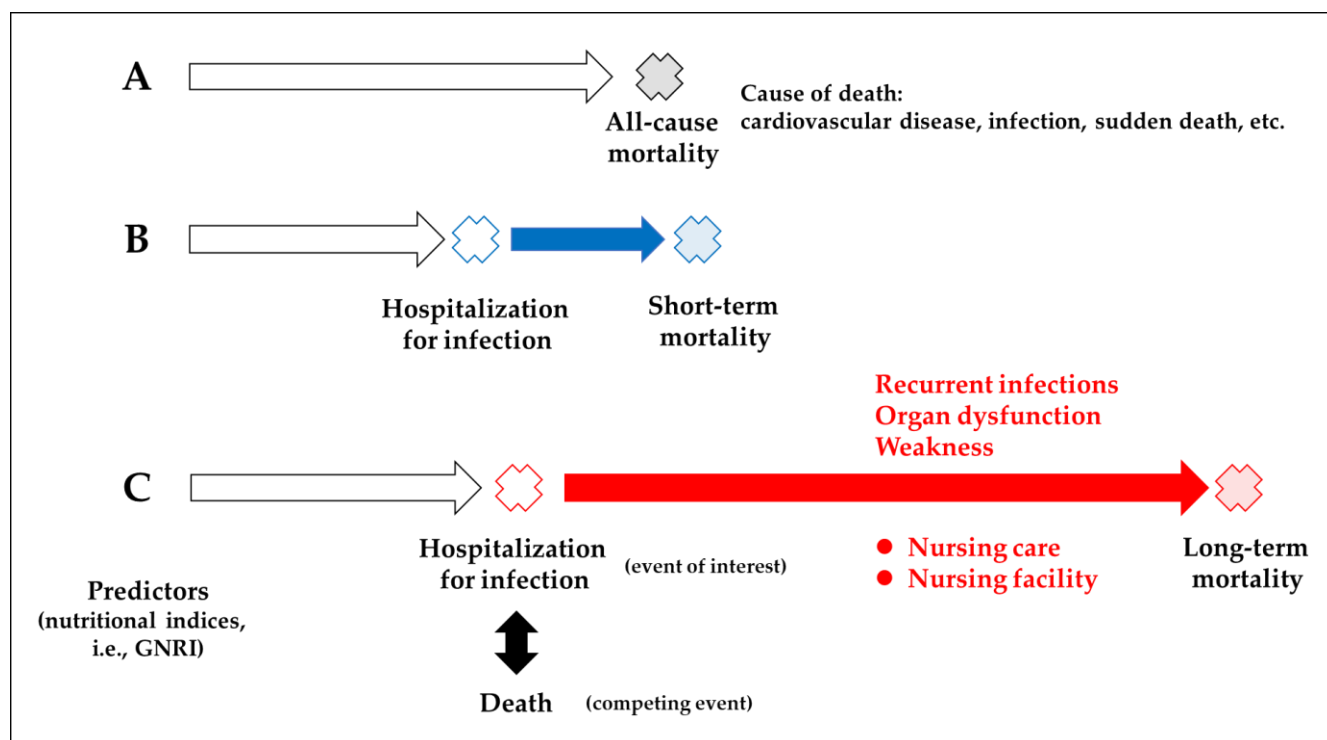 A
All-cause
mortality
Cause of death:
cardiovascular disease, infection, sudden death, etc.
B
Hospitalization
for infection
Short-term
mortality
Recurrent infections
Organ dysfunction
Weakness
C
Hospitalization
for infection
(event of interest)
● Nursing care
● Nursing facility
Long-term
mortality
Predictors
(nutritional indices,
i.e., GNRI)
Death
(competing event)